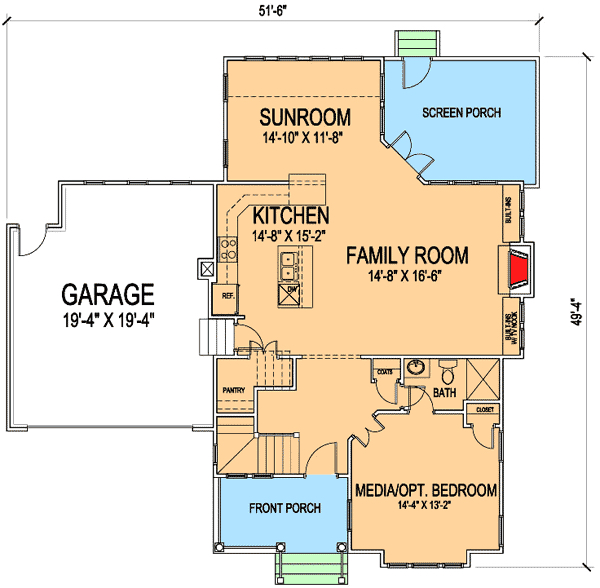 51'-6"
SUNROOM
14'-10" X 11'-8"
SCREEN PORCH
KITCHEN
14'-8" X 15'-2"
BUILT-INS
FAMILY ROOM
14'-8" X 16'-6"
GARAGE
19'-4" X 19'-4"
REF.
DW
BUILT-INS
W/ TV NOOK
49'-4"
PANTRY
COATS
BATH
CLOSET
MEDIA/OPT. BEDROOM
14'-4" X 13'-2"
FRONT PORCH